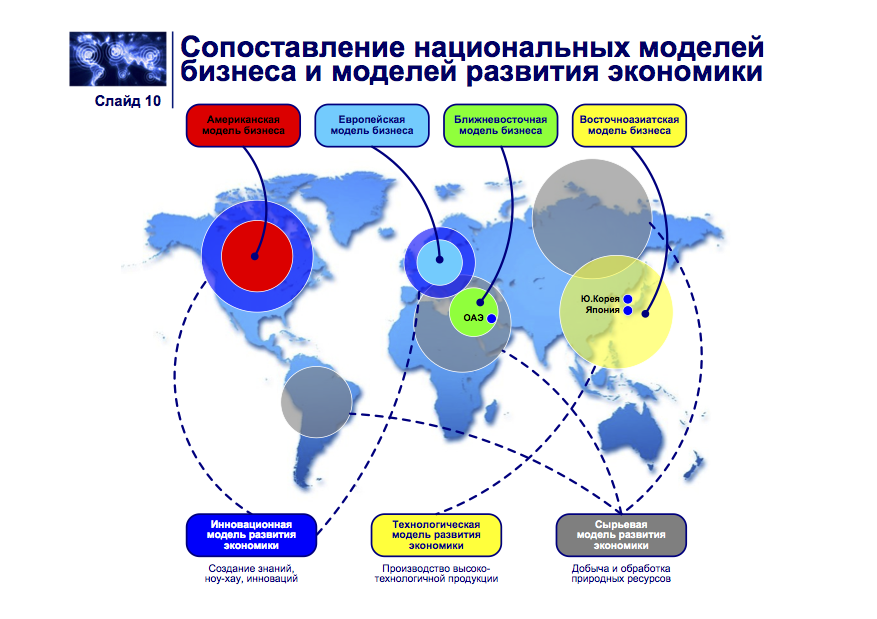 Сопоставление национальных моделей
бизнеса и моделей развития экономики
Слайд 10
Американская
модель бизнеса
Европейская
модель бизнеса
Ближневосточная
модель бизнеса
Восточноазиатская
модель бизнеса
Ю.Корея
Япония
ОАЭ
Инновационная
модель развития
экономики
Технологическая
модель развития
экономики
Сырьевая
модель развития
экономики
Создание знаний,
ноу-хау, инноваций
Производство высоко-
технологичной продукции
Добыча и обработка
природных ресурсов